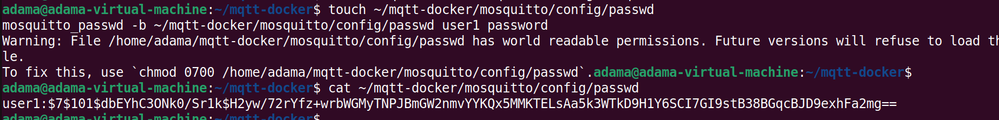 adama@adama-virtual-machine:~/mqtt-docker$ touch ~/mqtt-docker/mosquitto/config/passwd
mosquitto_passwd -b ~/mqtt-docker/mosquitto/config/passwd user1 password
Warning: File /home/adama/mqtt-docker/mosquitto/config/passwd has world readable permissions. Future versions will refuse to load th
le.
To fix this, use `chmod 0700 /home/adama/mqtt-docker/mosquitto/config/passwd`.adama@adama-virtual-machine:~/mqtt-docker$
adama@adama-virtual-machine:~/mqtt-docker$ cat ~/mqtt-docker/mosquitto/config/passwd
user1:$7$101$dbEYhC3ONk0/Sr1k$H2yw/72rYfz+wrbWGMyTNPJBmGW2nmvYYKQx5MMKTELsAa5k3WTkD9H1Y6SCI7GI9stB38BGqcBJD9exhFa2mg==
adama@adama-virtual-machine:~/mqtt-docker$